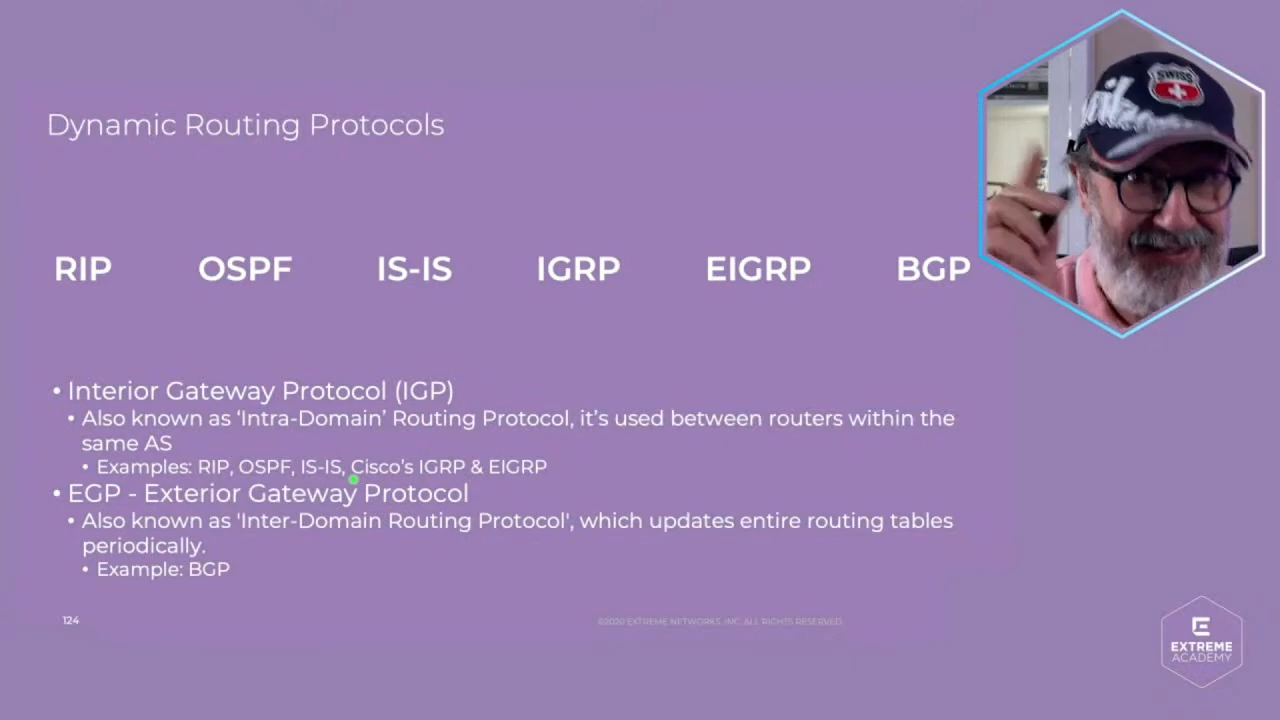 Dynamic Routing Protocols
RIP OSPF IS-IS IGRP EIGRP BGP
SWISS
• Interior Gateway Protocol (IGP)
• Also known as ‘Intra-Domain’ Routing Protocol, it’s used between routers within the
same AS
• Examples: RIP, OSPF, IS-IS, Cisco’s IGRP & EIGRP
• EGP - Exterior Gateway Protocol
• Also known as 'Inter-Domain Routing Protocol', which updates entire routing tables
periodically.
• Example: BGP
124
©2020 EXTREME NETWORKS, INC. ALL RIGHTS RESERVED.
EXTREME
ACADEMY